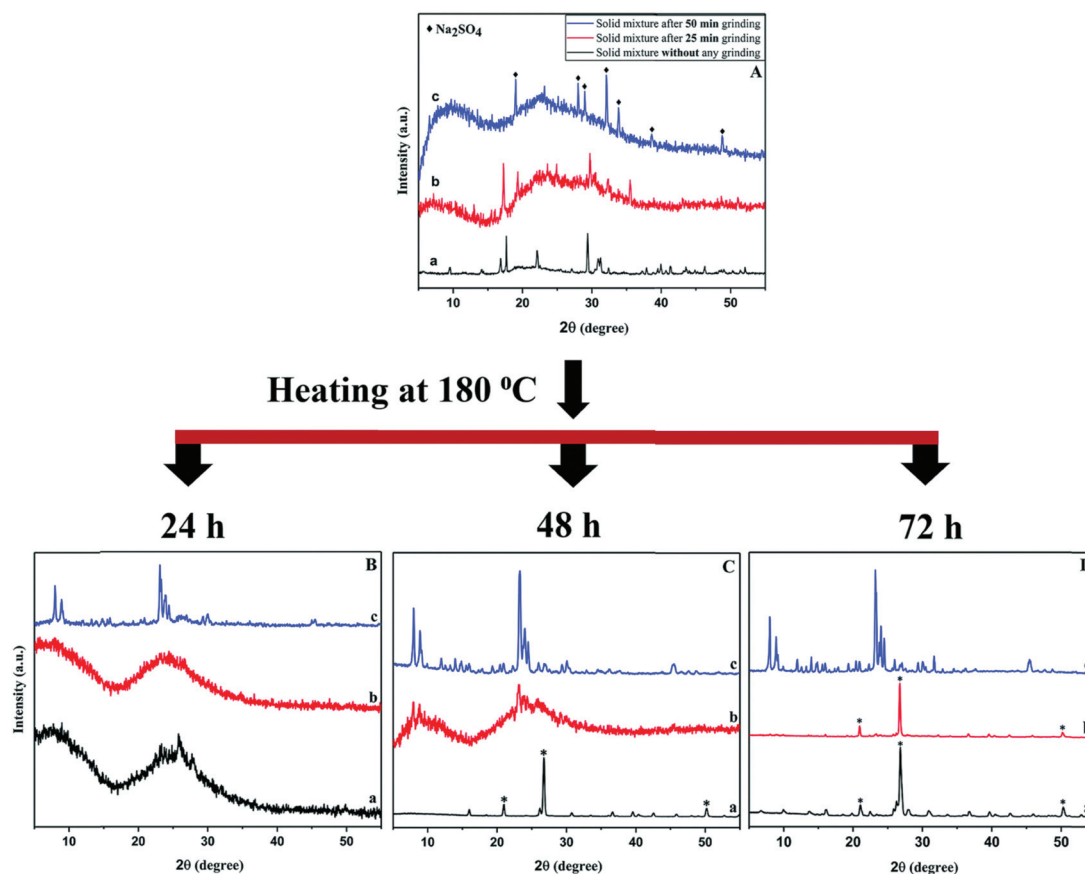 Solid mixture after 50 min grinding
Solid mixture after 25 min grinding
Solid mixture without any grinding
♦ Na₂SO₄
A
c
b
a
Intensity (a.u.)
10 20 30 40 50
2θ (degree)
Heating at 180 ⁰C
24 h
48 h
72 h
B
c
b
a
Intensity (a.u.)
10 20 30 40 50
2θ (degree)
C
c
b
* * *
a
10 20 30 40 50
2θ (degree)
* * *
* * *
10 20 30 40 50
2θ (degree)